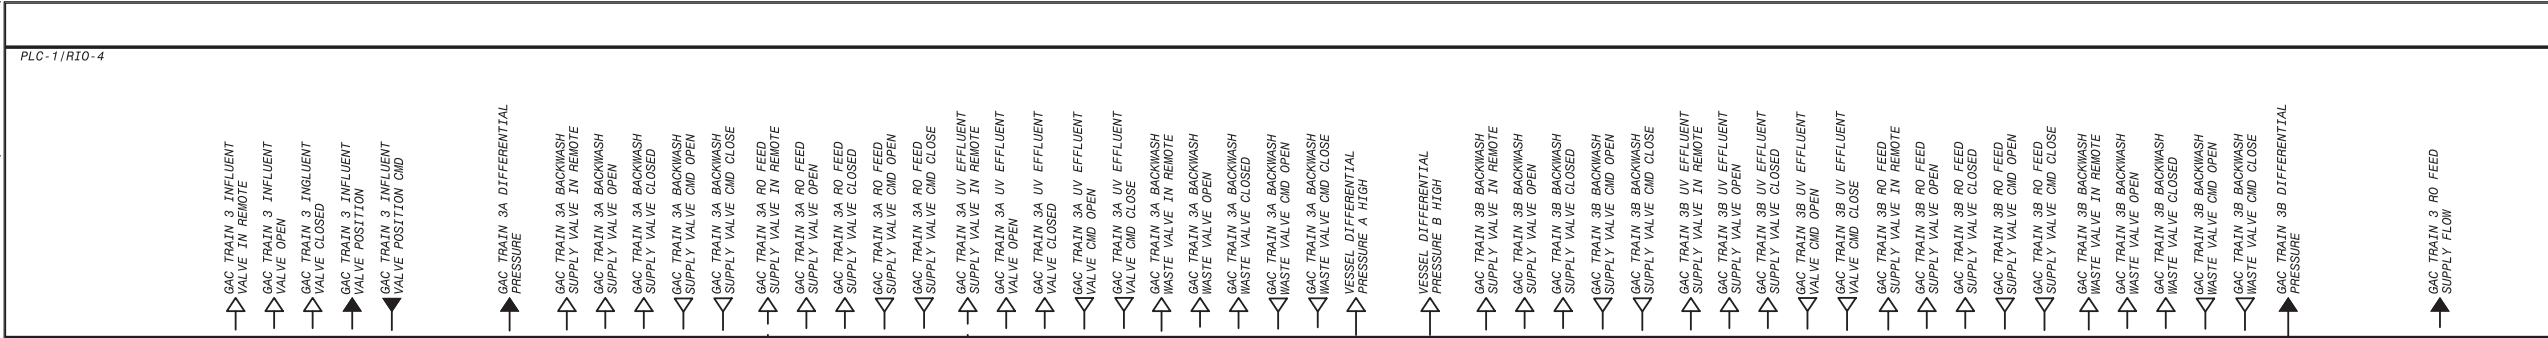 PLC-1/RIO-4
GAC TRAIN 3 INFLUENT
VALVE IN REMOTE
GAC TRAIN 3 INFLUENT
VALVE OPEN
GAC TRAIN 3 INGLUENT
VALVE CLOSED
GAC TRAIN 3 INFLUENT
VALVE POSITION
GAC TRAIN 3 INFLUENT
VALVE POSITION CMD
GAC TRAIN 3A DIFFERENTIAL
PRESSURE
GAC TRAIN 3A BACKWASH
SUPPLY VALVE IN REMOTE
GAC TRAIN 3A BACKWASH
SUPPLY VALVE OPEN
GAC TRAIN 3A BACKWASH
SUPPLY VALVE CLOSED
GAC TRAIN 3A BACKWASH
SUPPLY VALVE CMD OPEN
GAC TRAIN 3A BACKWASH
SUPPLY VALVE CMD CLOSE
GAC TRAIN 3A RO FEED
SUPPLY VALVE IN REMOTE
GAC TRAIN 3A RO FEED
SUPPLY VALVE OPEN
GAC TRAIN 3A RO FEED
SUPPLY VALVE CLOSED
GAC TRAIN 3A RO FEED
SUPPLY VALVE CMD OPEN
GAC TRAIN 3A RO FEED
SUPPLY VALVE CMD CLOSE
GAC TRAIN 3A UV EFFLUENT
SUPPLY VALVE IN REMOTE
GAC TRAIN 3A UV EFFLUENT
VALVE OPEN
GAC TRAIN 3A UV EFFLUENT
VALVE CLOSED
GAC TRAIN 3A UV EFFLUENT
VALVE CMD OPEN
GAC TRAIN 3A UV EFFLUENT
VALVE CMD CLOSE
GAC TRAIN 3A BACKWASH
WASTE VALVE IN REMOTE
GAC TRAIN 3A BACKWASH
WASTE VALVE OPEN
GAC TRAIN 3A BACKWASH
WASTE VALVE CLOSED
GAC TRAIN 3A BACKWASH
WASTE VALVE CMD OPEN
GAC TRAIN 3A BACKWASH
WASTE VALVE CMD CLOSE
VESSEL DIFFERENTIAL
PRESSURE A HIGH
VESSEL DIFFERENTIAL
PRESSURE B HIGH
GAC TRAIN 3B BACKWASH
SUPPLY VALVE IN REMOTE
GAC TRAIN 3B BACKWASH
SUPPLY VALVE OPEN
GAC TRAIN 3B BACKWASH
SUPPLY VALVE CLOSED
GAC TRAIN 3B BACKWASH
SUPPLY VALVE CMD OPEN
GAC TRAIN 3B BACKWASH
SUPPLY VALVE CMD CLOSE
GAC TRAIN 3B UV EFFLUENT
SUPPLY VALVE IN REMOTE
GAC TRAIN 3B UV EFFLUENT
SUPPLY VALVE OPEN
GAC TRAIN 3B UV EFFLUENT
SUPPLY VALVE CLOSED
GAC TRAIN 3B UV EFFLUENT
VALVE CMD OPEN
GAC TRAIN 3B UV EFFLUENT
VALVE CMD CLOSE
GAC TRAIN 3B RO FEED
SUPPLY VALVE IN REMOTE
GAC TRAIN 3B RO FEED
SUPPLY VALVE OPEN
GAC TRAIN 3B RO FEED
SUPPLY VALVE CLOSED
GAC TRAIN 3B RO FEED
SUPPLY VALVE CMD OPEN
GAC TRAIN 3B RO FEED
SUPPLY VALVE CMD CLOSE
GAC TRAIN 3B BACKWASH
WASTE VALVE IN REMOTE
GAC TRAIN 3B BACKWASH
WASTE VALVE OPEN
GAC TRAIN 3B BACKWASH
WASTE VALVE CLOSED
GAC TRAIN 3B BACKWASH
WASTE VALVE CMD OPEN
GAC TRAIN 3B BACKWASH
WASTE VALVE CMD CLOSE
GAC TRAIN 3B DIFFERENTIAL
PRESSURE
GAC TRAIN 3 RO FEED
SUPPLY FLOW